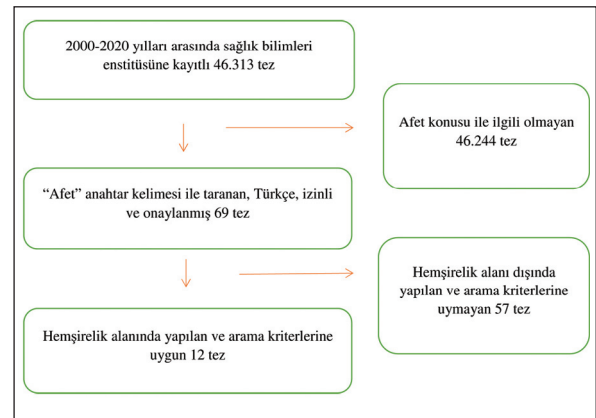 2000-2020 yılları arasında sağlık bilimleri
enstitüsüne kayıtlı 46.313 tez
Afet konusu ile ilgili olmayan
46.244 tez
“Afet” anahtar kelimesi ile taranan, Türkçe, izinli
ve onaylanmış 69 tez
Hemşirelik alanı dışında
yapılan ve arama kriterlerine
uymayan 57 tez
Hemşirelik alanında yapılan ve arama kriterlerine
uygun 12 tez